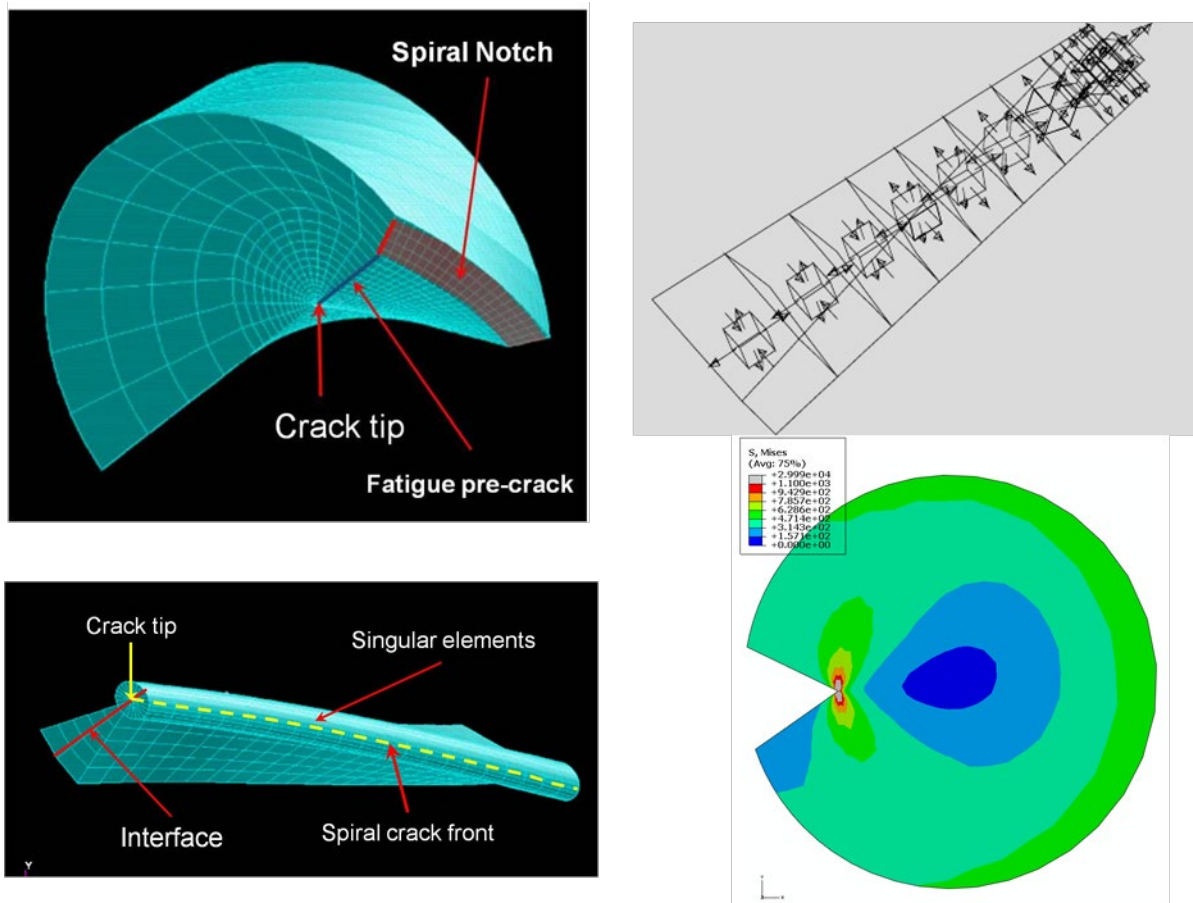 Spiral Notch
Crack tip
Fatigue pre-crack
S, Mises
(Avg: 75%)
+2.999e+04
+1.100e+03
+9.429e+02
+7.857e+02
+6.286e+02
+4.714e+02
+3.143e+02
+1.571e+02
+0.000e+00
Crack tip
Singular elements
Interface
Spiral crack front
Y
Y
X